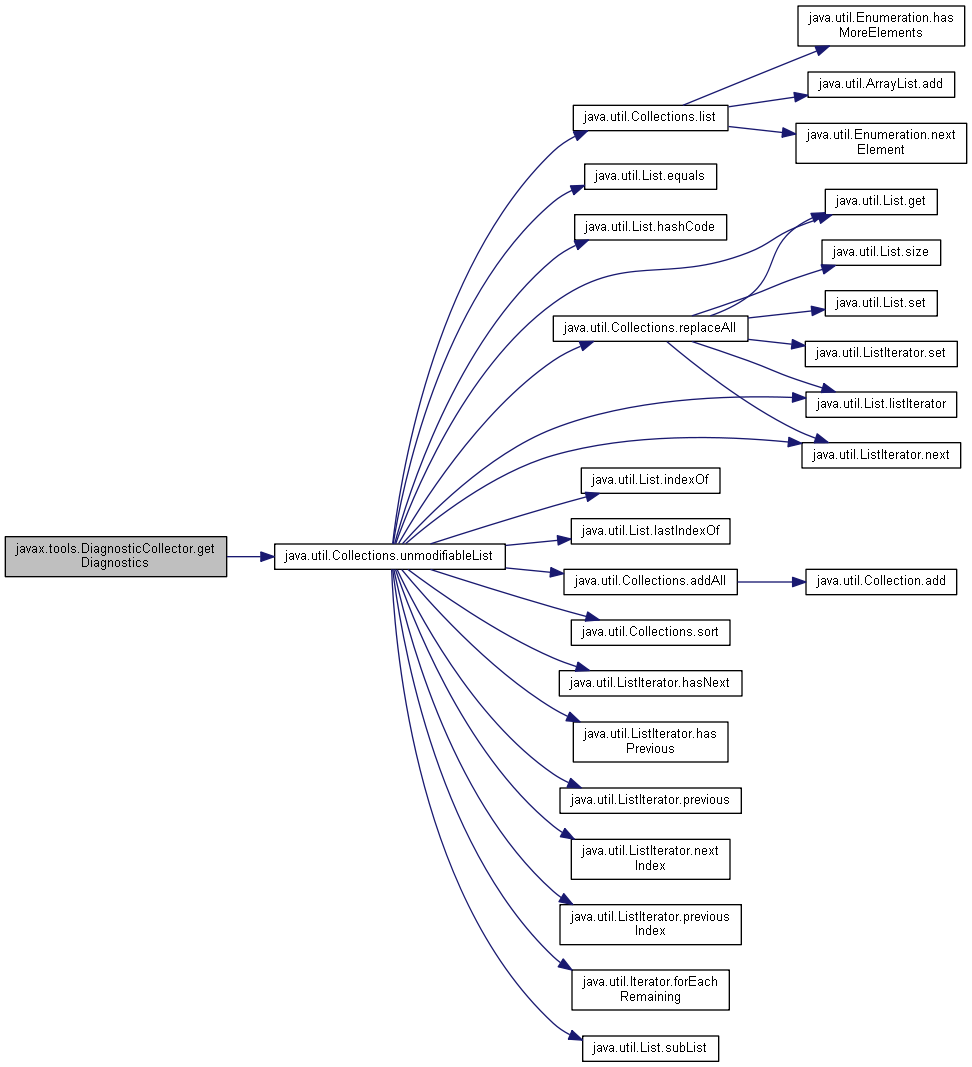 javax.tools.DiagnosticCollector.get
Diagnostics
java.util.Collections.unmodifiableList
java.util.Collections.list
java.util.List.equals
java.util.List.hashCode
java.util.Collections.replaceAll
java.util.List.indexOf
java.util.List.lastIndexOf
java.util.Collections.addAll
java.util.Collections.sort
java.util.ListIterator.hasNext
java.util.ListIterator.has
Previous
java.util.ListIterator.previous
java.util.ListIterator.next
Index
java.util.ListIterator.previous
Index
java.util.Iterator.forEach
Remaining
java.util.List.subList
java.util.Enumeration.has
MoreElements
java.util.ArrayList.add
java.util.Enumeration.next
Element
java.util.List.get
java.util.List.size
java.util.List.set
java.util.ListIterator.set
java.util.List.listIterator
java.util.ListIterator.next
java.util.Collection.add